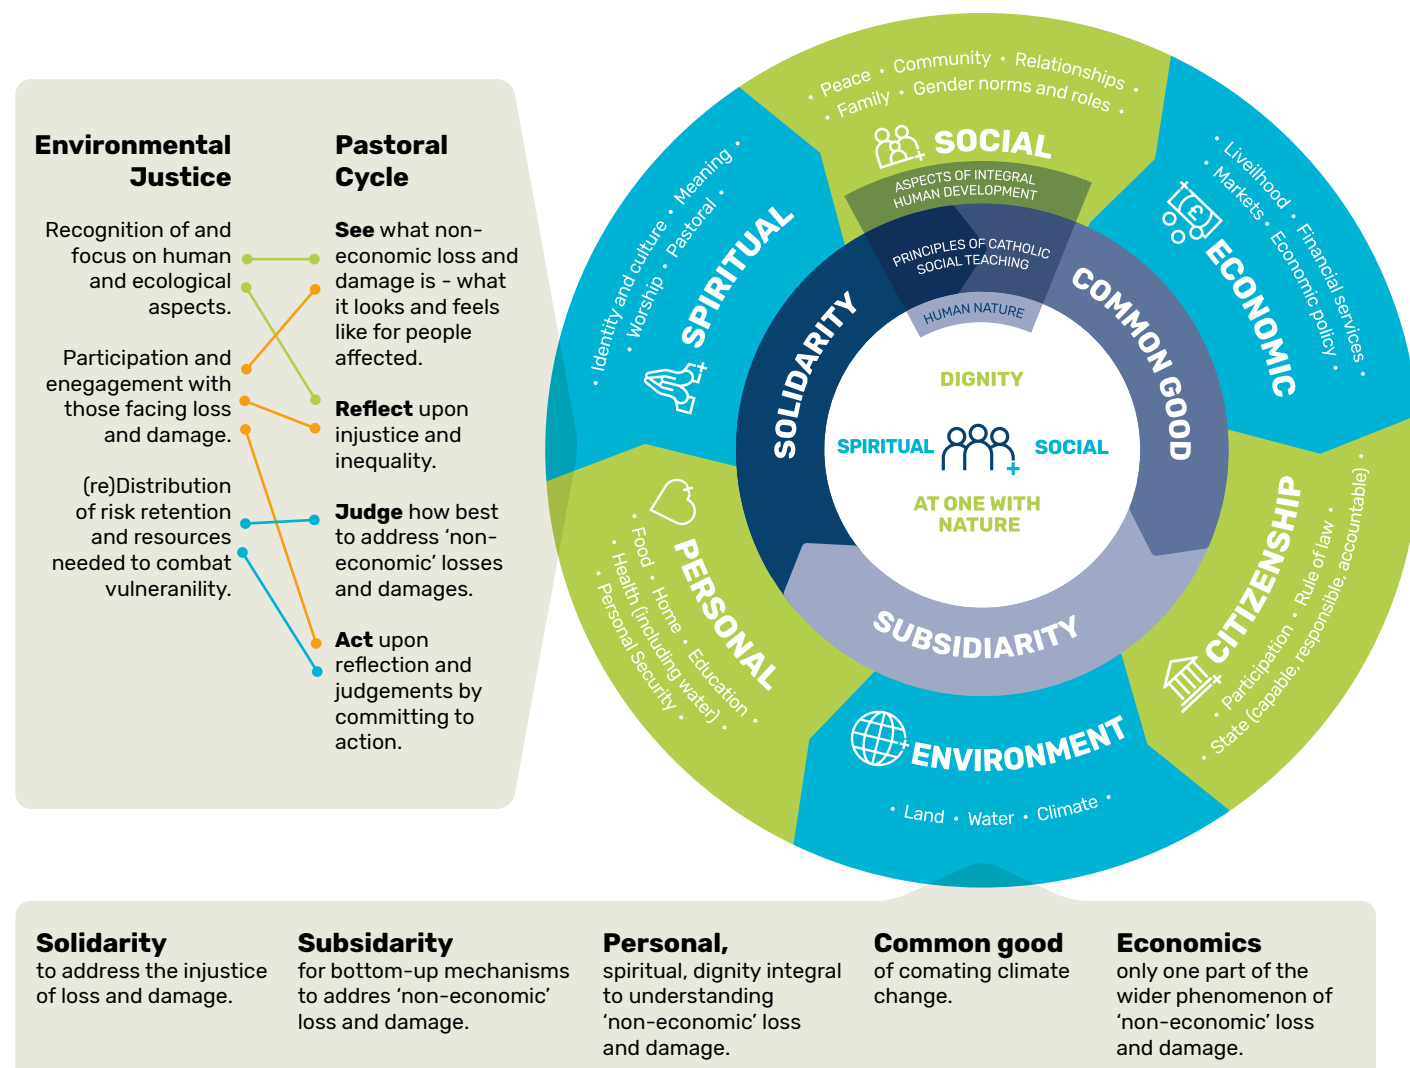 Environmental
Justice
Recognition of and
focus on human
and ecological
aspects.
Participation and
enegagement with
those facing loss
and damage.
(re)Distribution
of risk retention
and resources
needed to combat
vulneranility.
Pastoral
Cycle
See what non-
economic loss and
damage is - what
it looks and feels
like for people
affected.
Reflect upon
injustice and
inequality.
Judge how best
to address ‘non-
economic’ losses
and damages.
Act upon
reflection and
judgements by
committing to
action.
• Peace • Community • Relationships •
• Family • Gender norms and roles •
SOCIAL
ASPECTS OF INTEGRAL
HUMAN DEVELOPMENT
PRINCIPLES OF CATHOLIC
SOCIAL TEACHING
HUMAN NATURE
• Liveilhood • Financial services •
• Markets • Economic policy •
£
ECONOMIC
CITIZENSHIP
• Participation • Rule of law •
• State (capable, responsible, accountable) •
ENVIRONMENT
• Land • Water • Climate •
PERSONAL
• Food • Home • Education •
• Health (including water) •
• Personal Security •
• Identity and culture • Meaning •
• Worship • Pastoral •
SPIRITUAL
SOLIDARITY
COMMON GOOD
SUBSIDIARITY
DIGNITY
SPIRITUAL
SOCIAL
AT ONE WITH
NATURE
Solidarity
to address the injustice
of loss and damage.
Subsidarity
for bottom-up mechanisms
to addres ‘non-economic’
loss and damage.
Personal,
spiritual, dignity integral
to understanding
‘non-economic’ loss
and damage.
Common good
of comating climate
change.
Economics
only one part of the
wider phenomenon of
‘non-economic’ loss
and damage.